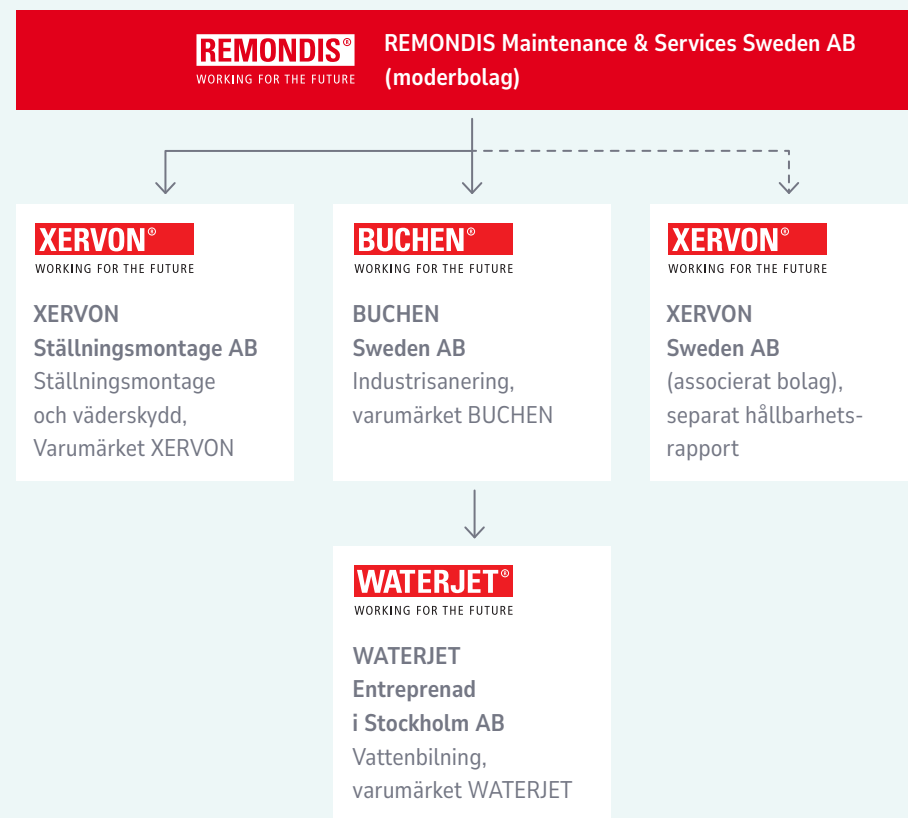 REMONDIS®
WORKING FOR THE FUTURE
REMONDIS Maintenance & Services Sweden AB
(moderbolag)
XERVON®
WORKING FOR THE FUTURE
XERVON
Ställningsmontage AB
Ställningsmontage
och väderskydd,
Varumärket XERVON
BUCHEN®
WORKING FOR THE FUTURE
BUCHEN
Sweden AB
Industrisanering,
varumärket BUCHEN
XERVON®
WORKING FOR THE FUTURE
XERVON
Sweden AB
(associerat bolag),
separat hållbarhets-
rapport
WATERJET®
WORKING FOR THE FUTURE
WATERJET
Entreprenad
i Stockholm AB
Vattenbilning,
varumärket WATERJET